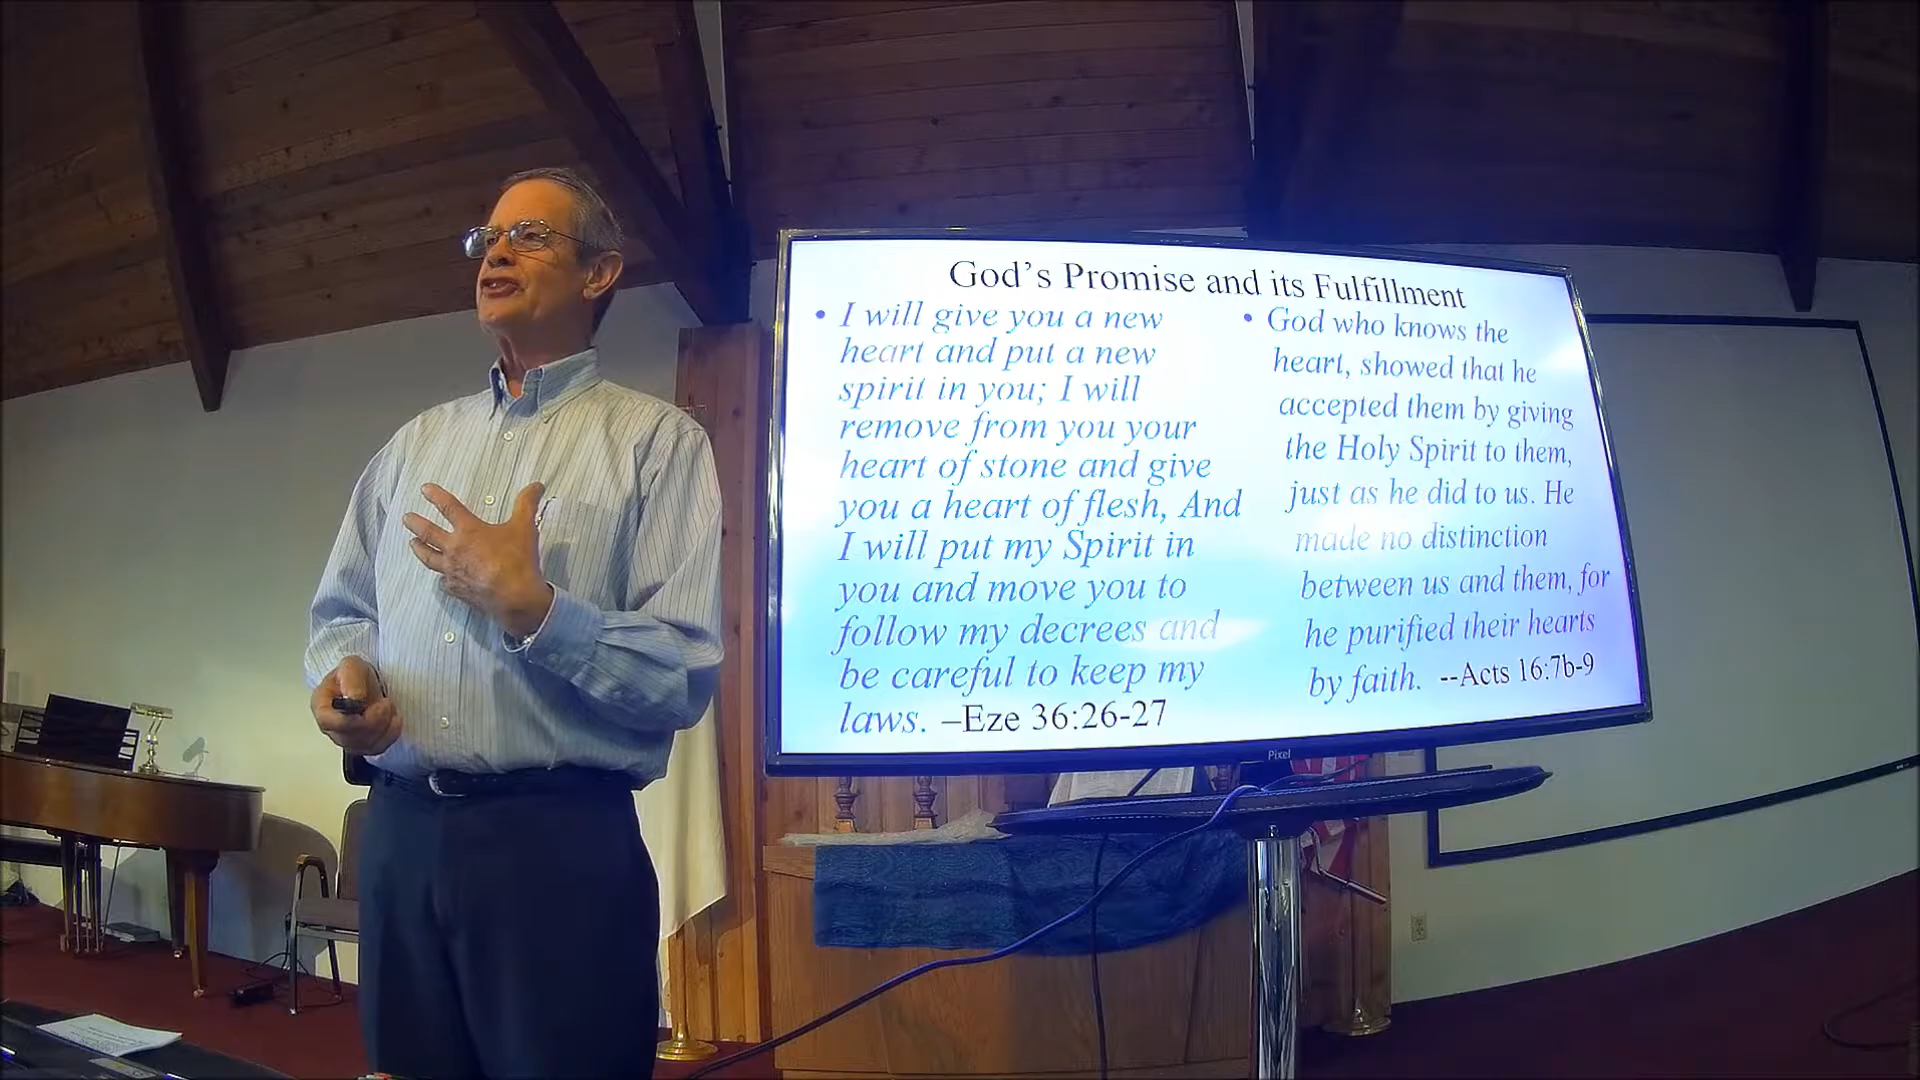 God's Promise and its Fulfillment
• I will give you a new
heart and put a new
spirit in you; I will
remove from you your
heart of stone and give
you a heart of flesh, And
I will put my Spirit in
you and move you to
follow my decrees and
be careful to keep my
laws. –Eze 36:26-27
• God who knows the
heart, showed that he
accepted them by giving
the Holy Spirit to them,
just as he did to us. He
made no distinction
between us and them, for
he purified their hearts
by faith. --Acts 16:7b-9
Pixel